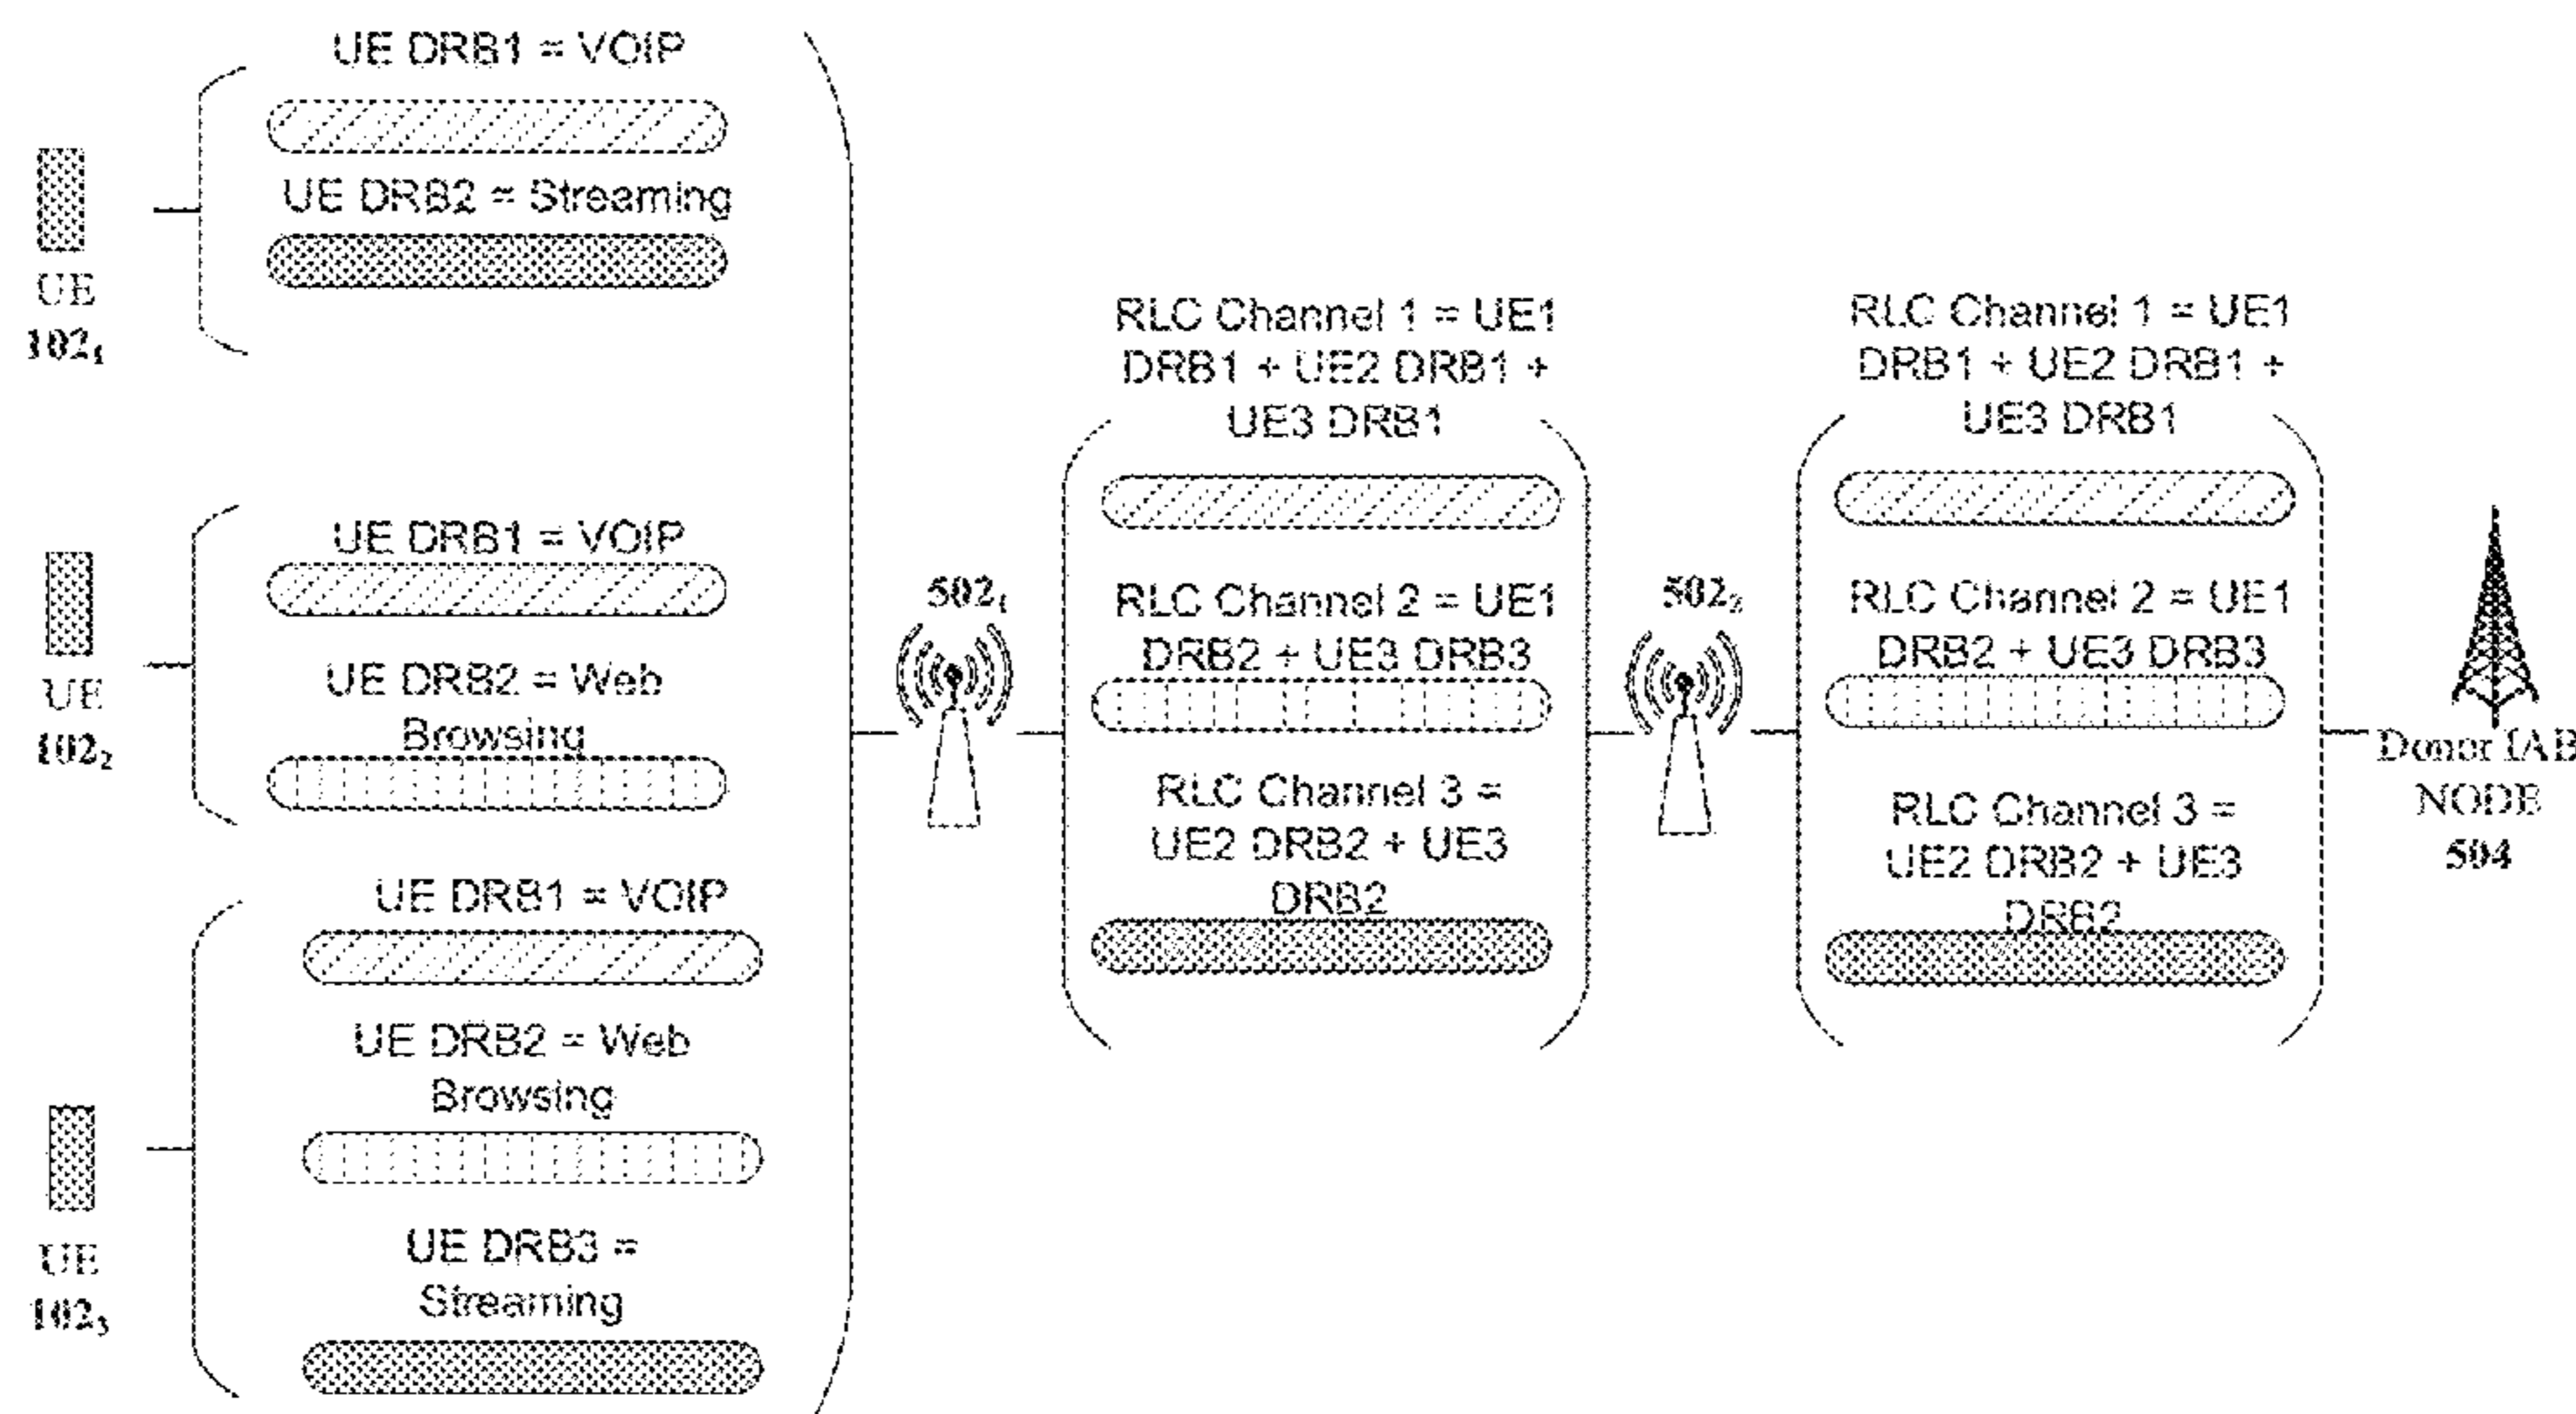 UE DRB1 = VOIP
UE DRB2 = Streaming
UE
102₁
UE DRB1 = VOIP
UE DRB2 = Web
Browsing
UE
102₂
UE DRB1 = VOIP
UE DRB2 = Web
Browsing
UE DRB3 =
Streaming
UE
102₃
502₁
RLC Channel 1 = UE1
DRB1 + UE2 DRB1 +
UE3 DRB1
RLC Channel 2 = UE1
DRB2 + UE3 DRB3
RLC Channel 3 =
UE2 DRB2 + UE3
DRB2
502₂
RLC Channel 1 = UE1
DRB1 + UE2 DRB1 +
UE3 DRB1
RLC Channel 2 = UE1
DRB2 + UE3 DRB3
RLC Channel 3 =
UE2 DRB2 + UE3
DRB2
Donor IAB
NODE
504